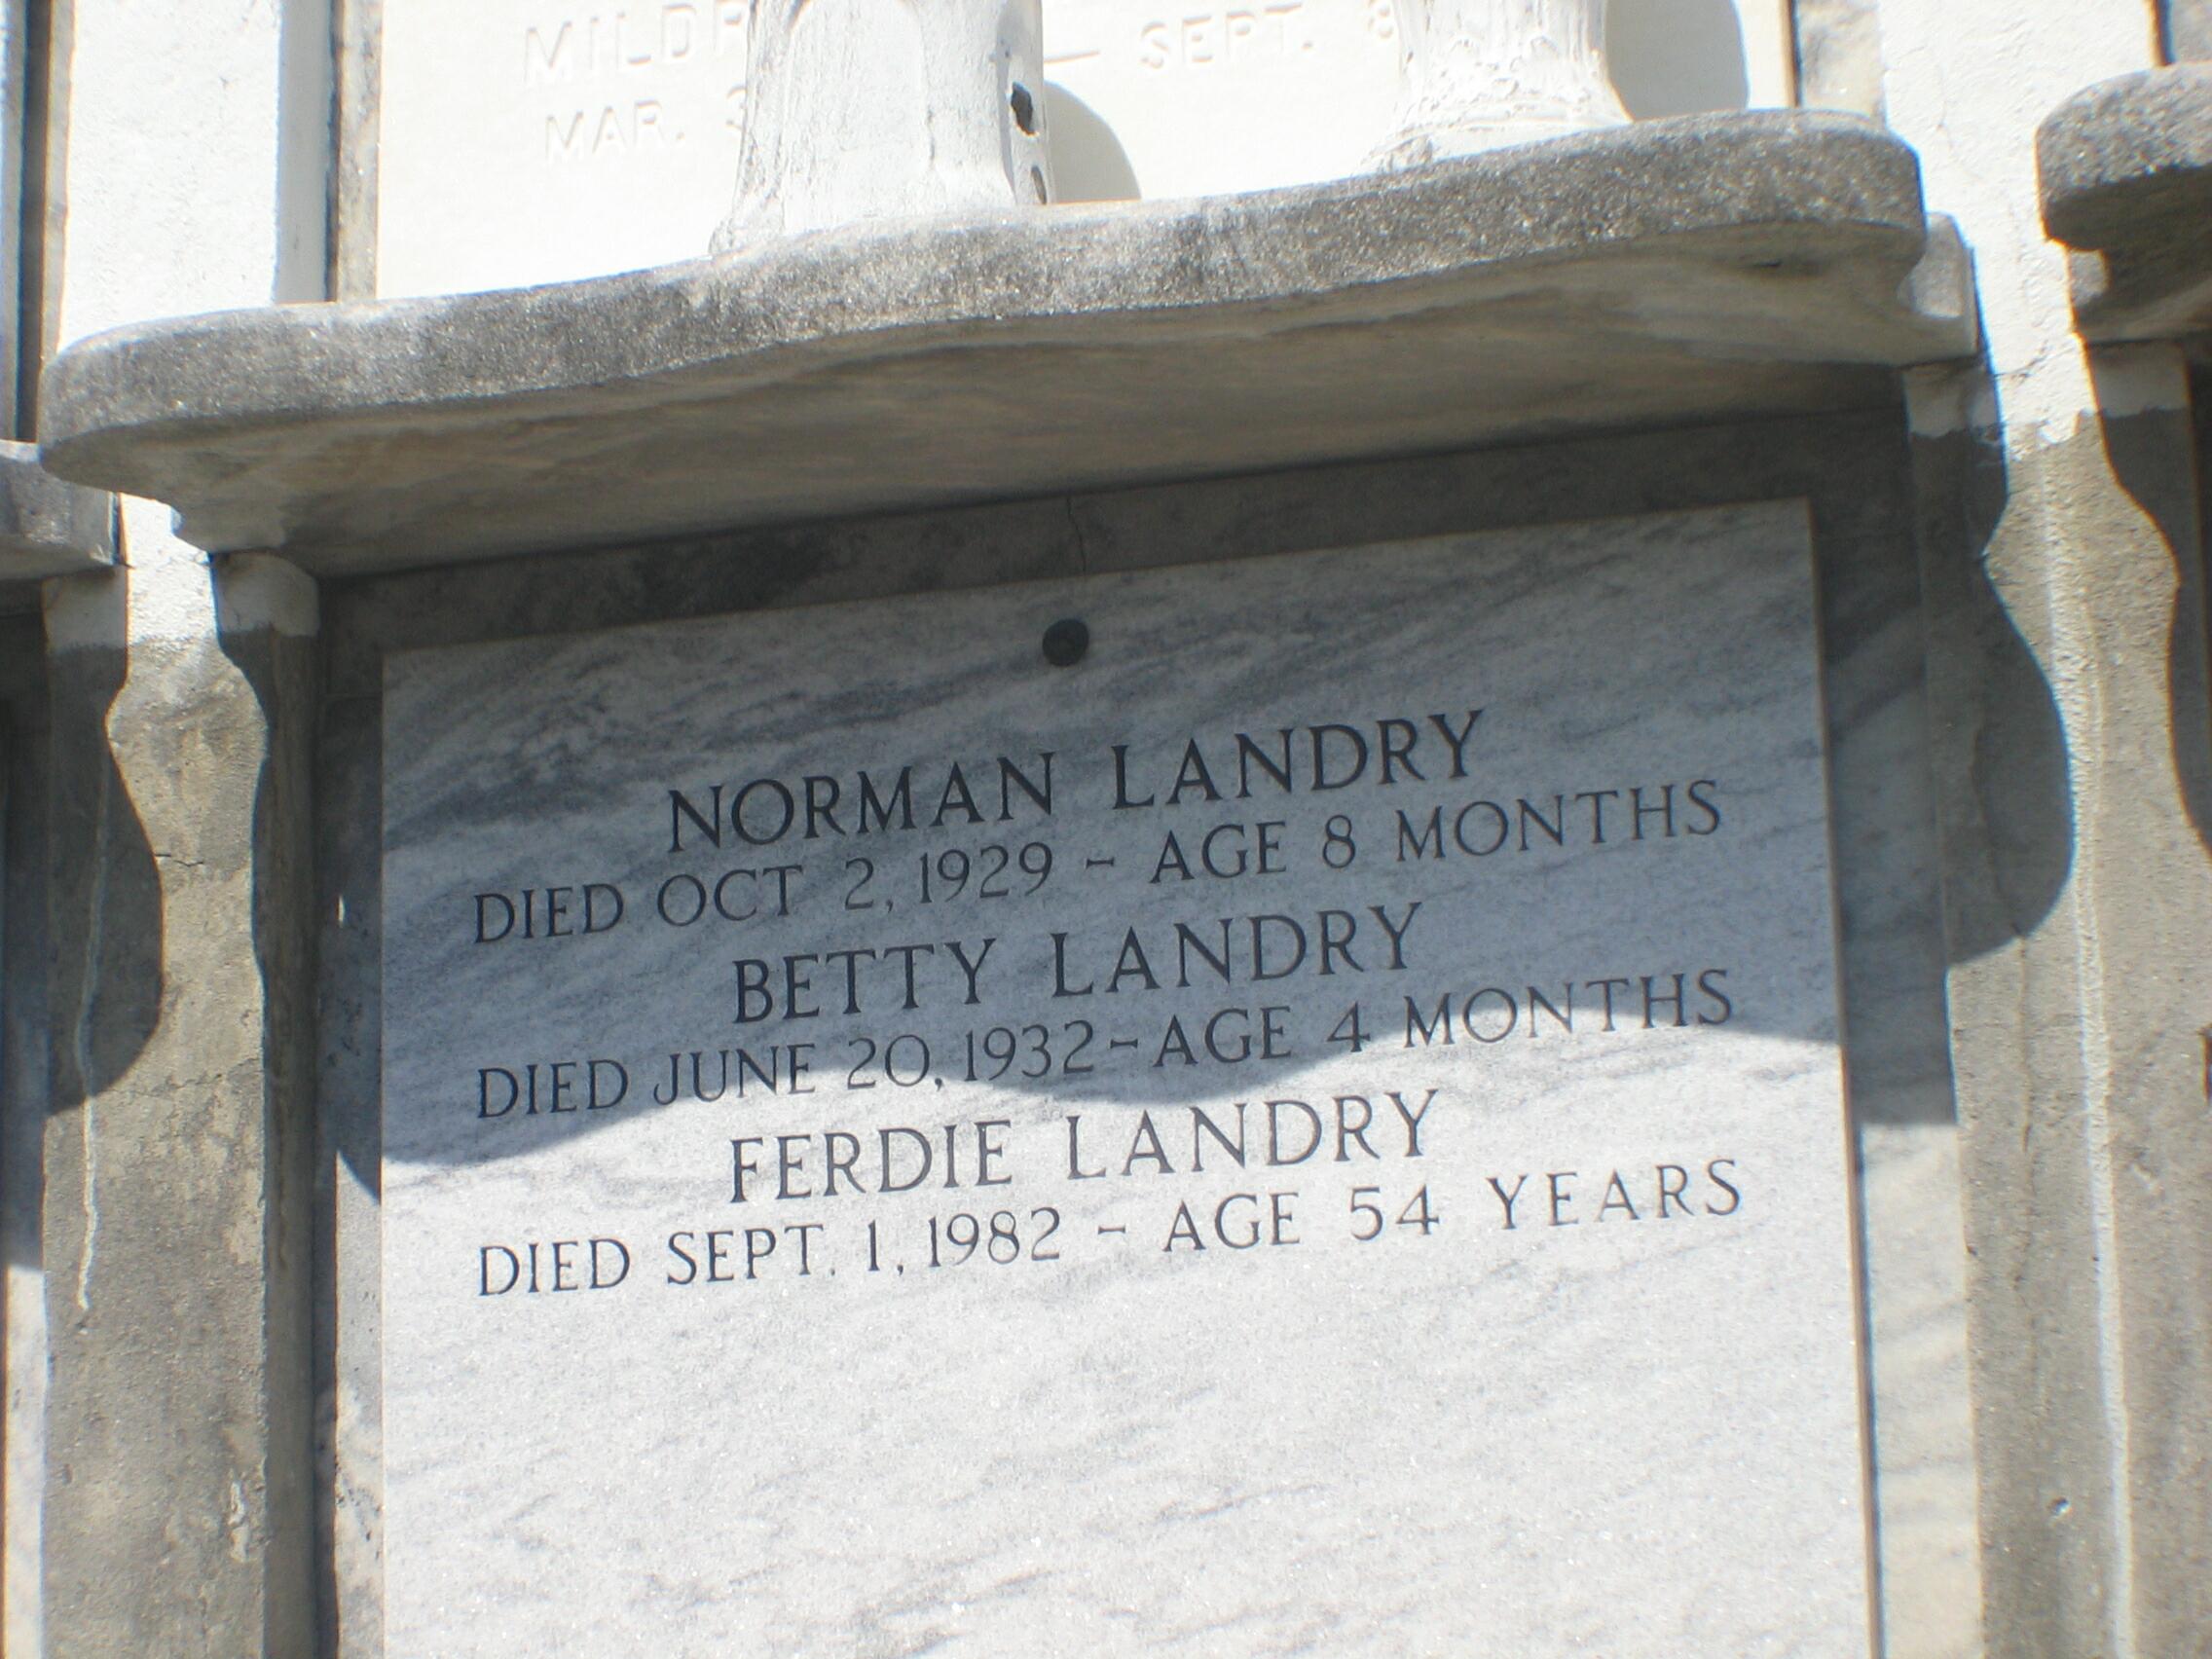 SEPT.
MAR.
NORMAN LANDRY
DIED OCT 2, 1929 - AGE 8 MONTHS
BETTY LANDRY
DIED JUNE 20, 1932 - AGE 4 MONTHS
FERDIE LANDRY
DIED SEPT. 1, 1982 - AGE 54 YEARS